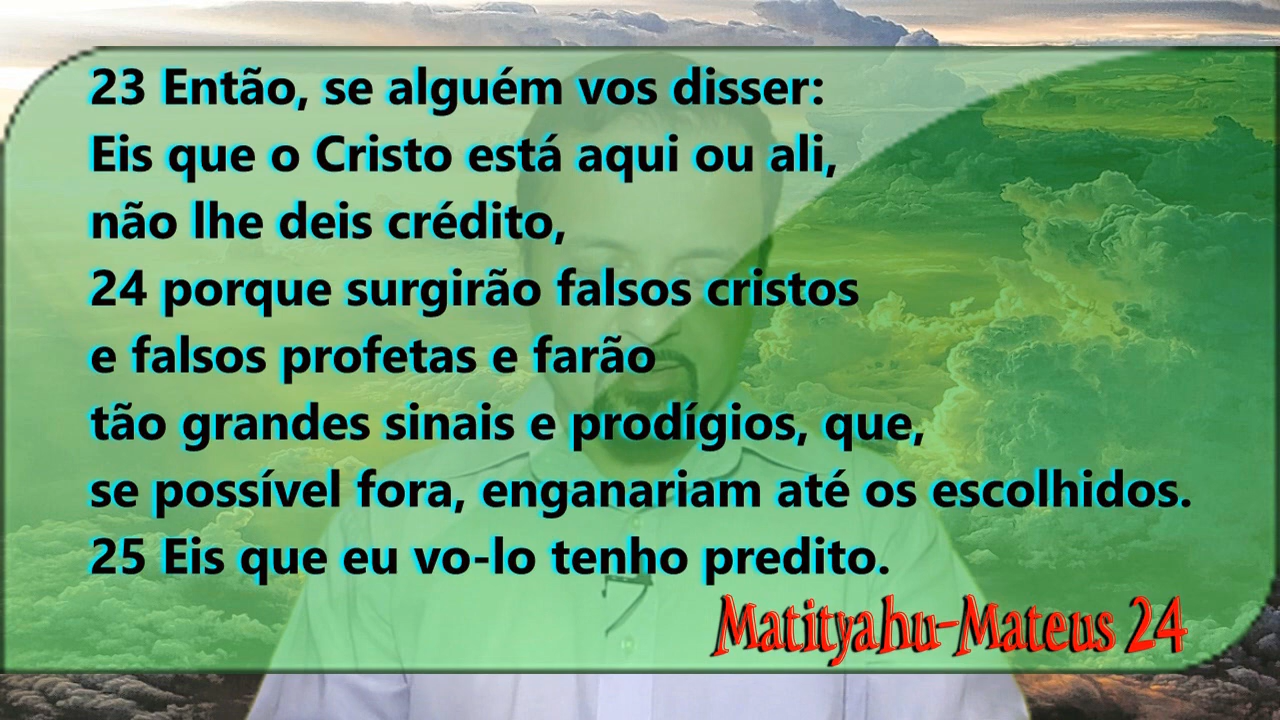 23 Então, se alguém vos disser:
Eis que o Cristo está aqui ou ali,
não lhe deis crédito,
24 porque surgirão falsos cristos
e falsos profetas e farão
tão grandes sinais e prodígios, que,
se possível fora, enganariam até os escolhidos.
25 Eis que eu vo-lo tenho predito.
Matityahu-Mateus 24